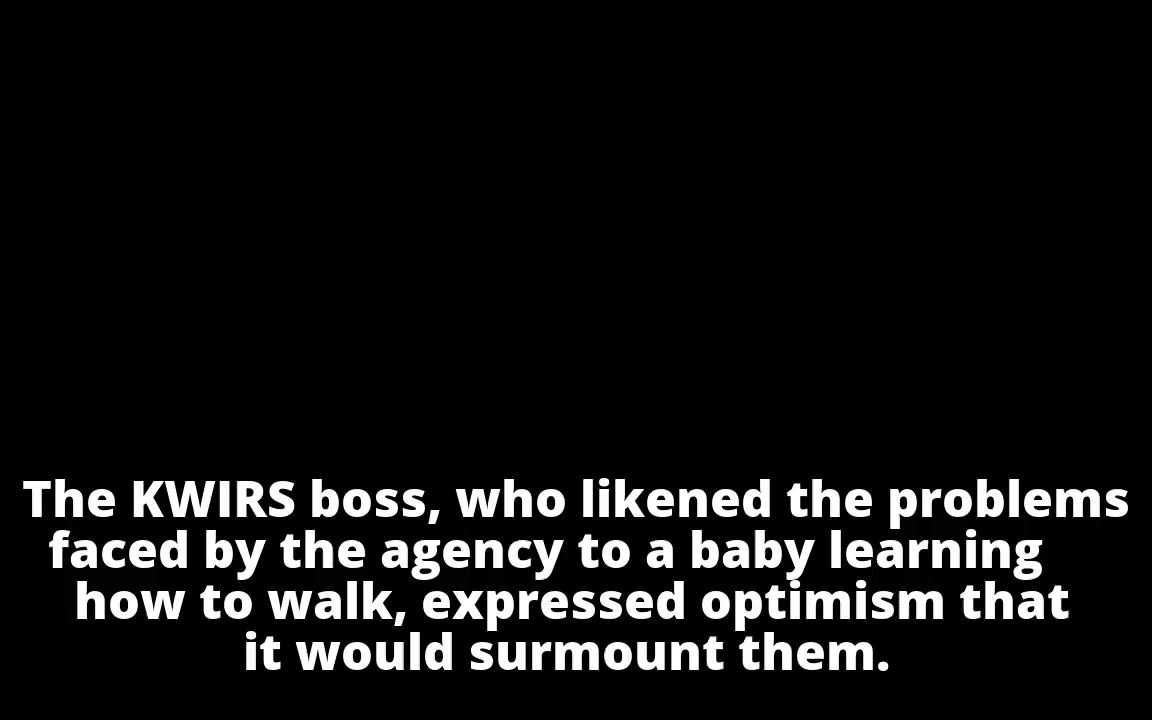 The KWIRS boss, who likened the problems
faced by the agency to a baby learning
how to walk, expressed optimism that
it would surmount them.